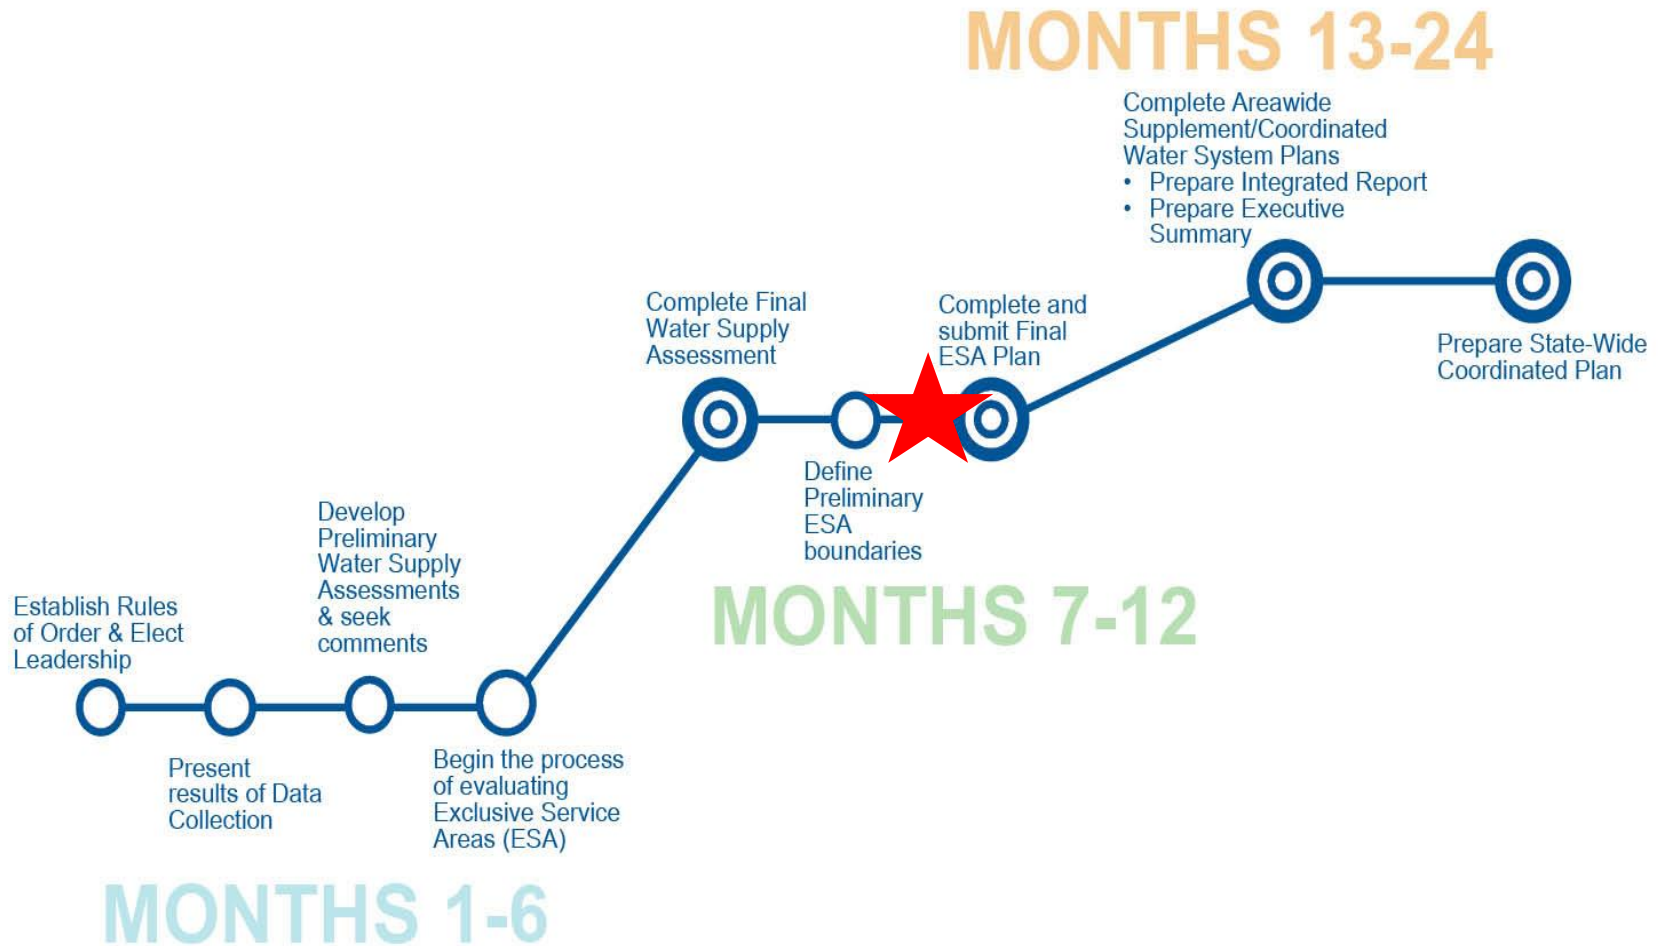 MONTHS 13-24
Complete Areawide
Supplement/Coordinated
Water System Plans
• Prepare Integrated Report
• Prepare Executive
Summary
Complete Final
Water Supply
Assessment
Complete and
submit Final
ESA Plan
Prepare State-Wide
Coordinated Plan
Define
Preliminary
ESA
boundaries
MONTHS 7-12
Develop
Preliminary
Water Supply
Assessments
& seek
comments
Establish Rules
of Order & Elect
Leadership
Present
results of Data
Collection
Begin the process
of evaluating
Exclusive Service
Areas (ESA)
MONTHS 1-6